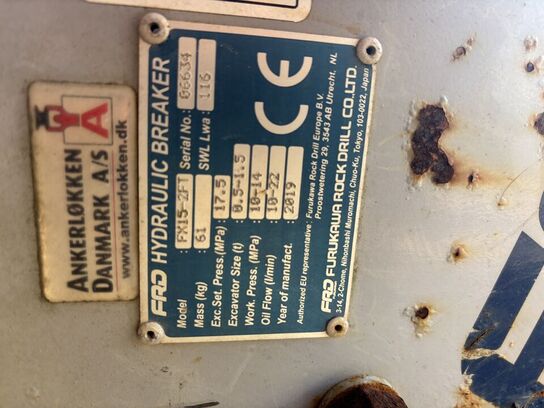 FRD HYDRAULIC BREAKER
Model : FX15-2FT Serial No.: 06634
Mass (kg) : 61 SWL Lwa : 116
Exc.Set. Press.(MPa) : 17.5
Excavator Size (t) : 0.5-1.5
Work. Press. (MPa) : 10-14
Oil Flow (l/min) : 10-22
Year of manufact. : 2019
CE
Authorized EU representative : Furukawa Rock Drill Europe B.V.
Proostwetering 29, 3543 AB Utrecht, NL
FRD FURUKAWA ROCK DRILL CO.,LTD.
3-14, 2-Chome, Nihonbashi Muromachi, Chuo-Ku, Tokyo, 103-0022, Japan
A
ANKERLØKKEN
DANMARK A/S
www.ankerlokken.dk